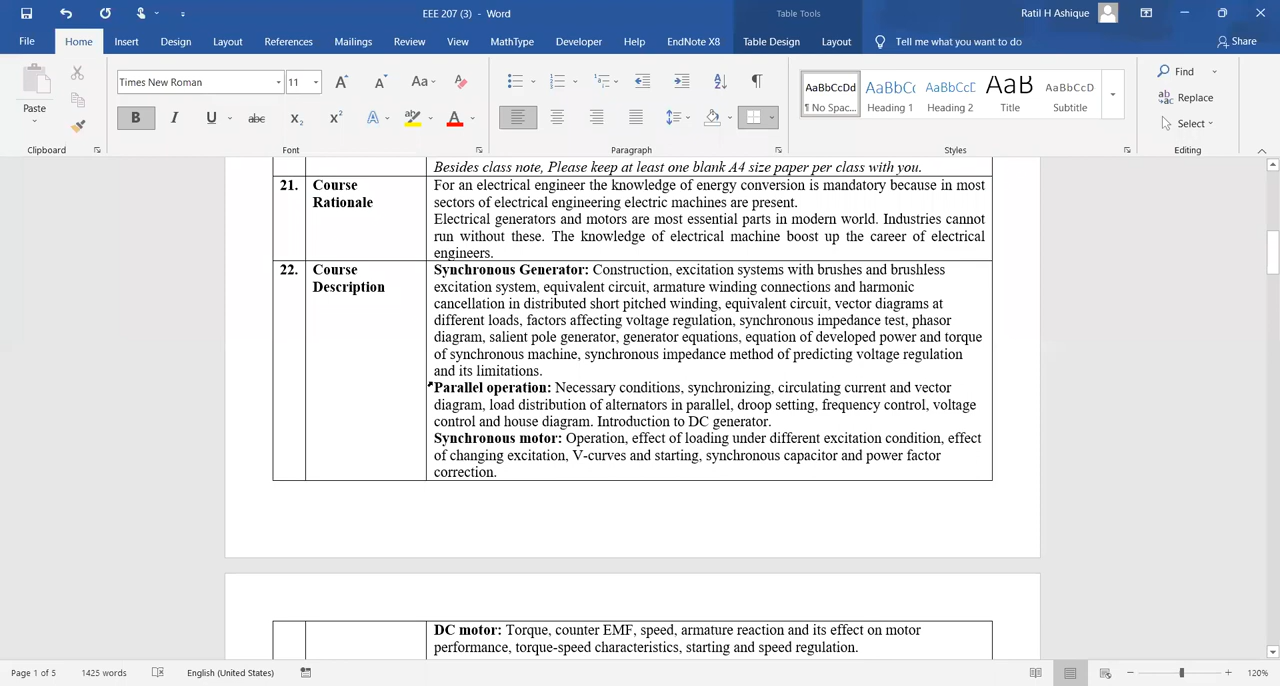 EEE 207 (3) - Word
Table Tools
Ratil H Ashique
File Home Insert Design Layout References Mailings Review View MathType Developer Help EndNote X8 Table Design Layout Tell me what you want to do Share
Paste
Clipboard
Times New Roman 11
Font
Paragraph
AaBbCcDd AaBbCc AaBbCcE AaB AaBbCcD
¶ No Spac... Heading 1 Heading 2 Title Subtitle
Styles
Find
Replace
Select
Editing
Besides class note, Please keep at least one blank A4 size paper per class with you.
21. Course Rationale
For an electrical engineer the knowledge of energy conversion is mandatory because in most
sectors of electrical engineering electric machines are present.
Electrical generators and motors are most essential parts in modern world. Industries cannot
run without these. The knowledge of electrical machine boost up the career of electrical
engineers.
22. Course Description
Synchronous Generator: Construction, excitation systems with brushes and brushless
excitation system, equivalent circuit, armature winding connections and harmonic
cancellation in distributed short pitched winding, equivalent circuit, vector diagrams at
different loads, factors affecting voltage regulation, synchronous impedance test, phasor
diagram, salient pole generator, generator equations, equation of developed power and torque
of synchronous machine, synchronous impedance method of predicting voltage regulation
and its limitations.
Parallel operation: Necessary conditions, synchronizing, circulating current and vector
diagram, load distribution of alternators in parallel, droop setting, frequency control, voltage
control and house diagram. Introduction to DC generator.
Synchronous motor: Operation, effect of loading under different excitation condition, effect
of changing excitation, V-curves and starting, synchronous capacitor and power factor
correction.
DC motor: Torque, counter EMF, speed, armature reaction and its effect on motor
performance, torque-speed characteristics, starting and speed regulation.
Page 1 of 5 1425 words English (United States) 120%